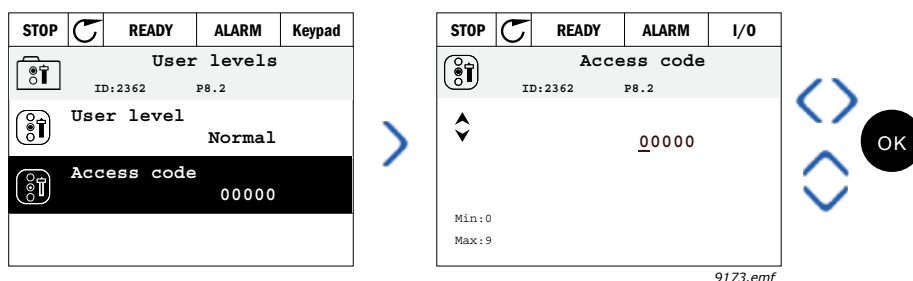 STOP READY ALARM Keypad
User levels
ID:2362 P8.2
User level
Normal
Access code
00000
STOP READY ALARM I/O
Access code
ID:2362 P8.2
00000
Min:0
Max:9
OK
9173.emf